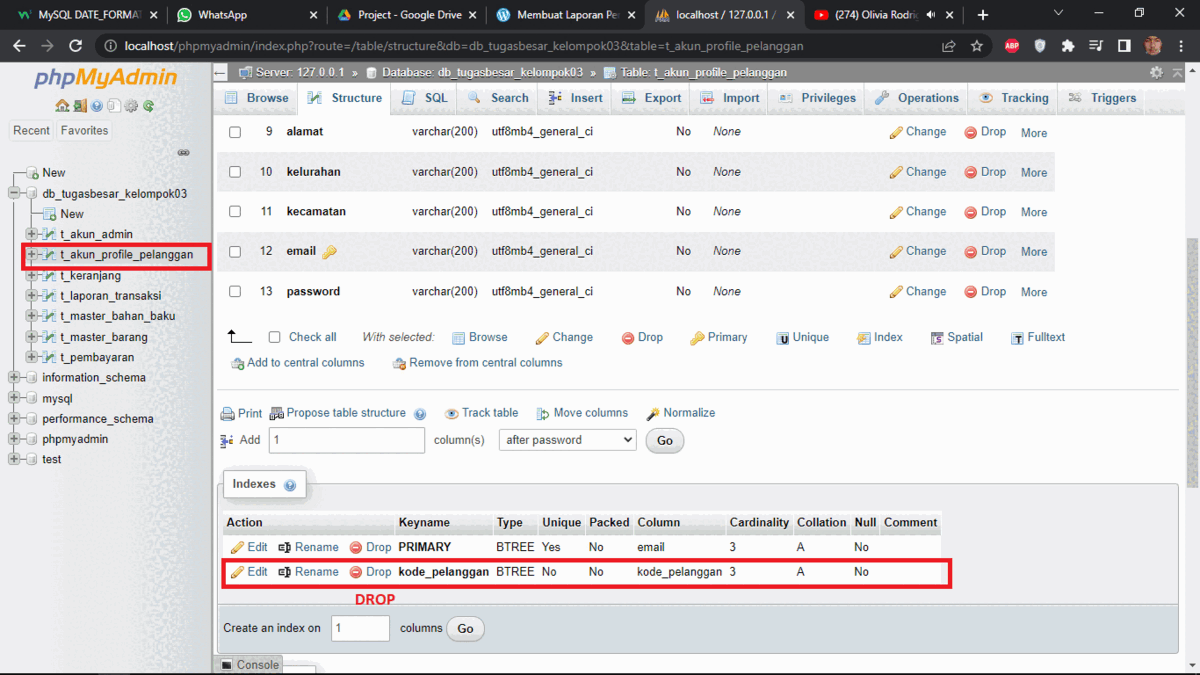 MySQL DATE_FORMA
WhatsApp
Project - Google Drive
Membuat Laporan Pe
localhost / 127.0.0.1 /
(274) Olivia Rodri
localhost/phpmyadmin/index.php?route=/table/structure&db=db_tugasbesar_kelompok03&table=t_akun_profile_pelanggan
ABP
phpMyAdmin
Recent Favorites
New
db_tugasbesar_kelompok03
New
t_akun_admin
t_akun_profile_pelanggan
t_keranjang
t_laporan_transaksi
t_master_bahan_baku
t_master_barang
t_pembayaran
information_schema
mysql
performance_schema
phpmyadmin
test
Server: 127.0.0.1 » Database: db_tugasbesar_kelompok03 » Table: t_akun_profile_pelanggan
Browse Structure SQL Search Insert Export Import Privileges Operations Tracking Triggers
9 alamat varchar(200) utf8mb4_general_ci No None Change Drop More
10 kelurahan varchar(200) utf8mb4_general_ci No None Change Drop More
11 kecamatan varchar(200) utf8mb4_general_ci No None Change Drop More
12 email varchar(200) utf8mb4_general_ci No None Change Drop More
13 password varchar(200) utf8mb4_general_ci No None Change Drop More
Check all With selected: Browse Change Drop Primary Unique Index Spatial Fulltext
Add to central columns Remove from central columns
Print Propose table structure Track table Move columns Normalize
Add 1 column(s) after password Go
Indexes
Action Keyname Type Unique Packed Column Cardinality Collation Null Comment
Edit Rename Drop PRIMARY BTREE Yes No email 3 A No
Edit Rename Drop kode_pelanggan BTREE No No kode_pelanggan 3 A No
DROP
Create an index on 1 columns Go
Console